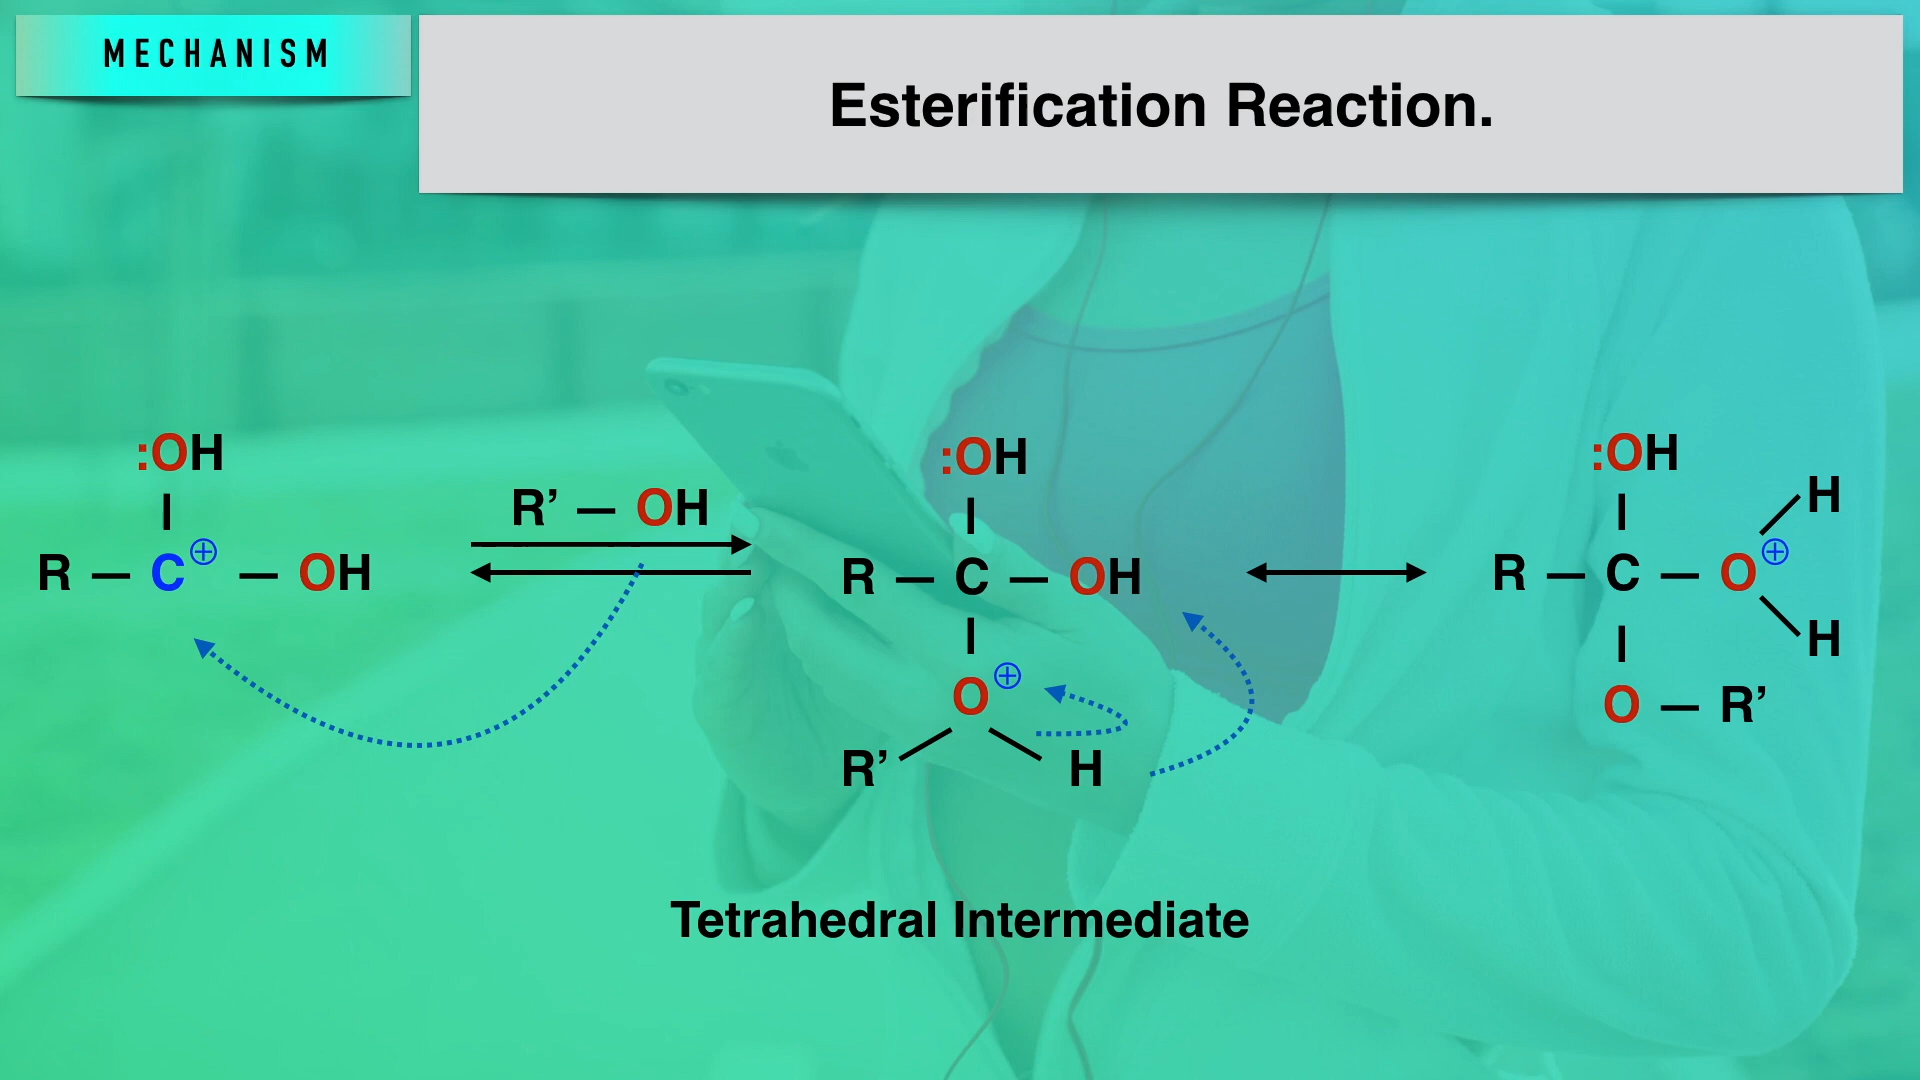 MECHANISM
Esterification Reaction.
:OH
R — C⊕ — OH
R’ — OH
:OH
R — C — OH
O⊕
R’ H
:OH
H
R — C — O⊕
H
O — R’
Tetrahedral Intermediate